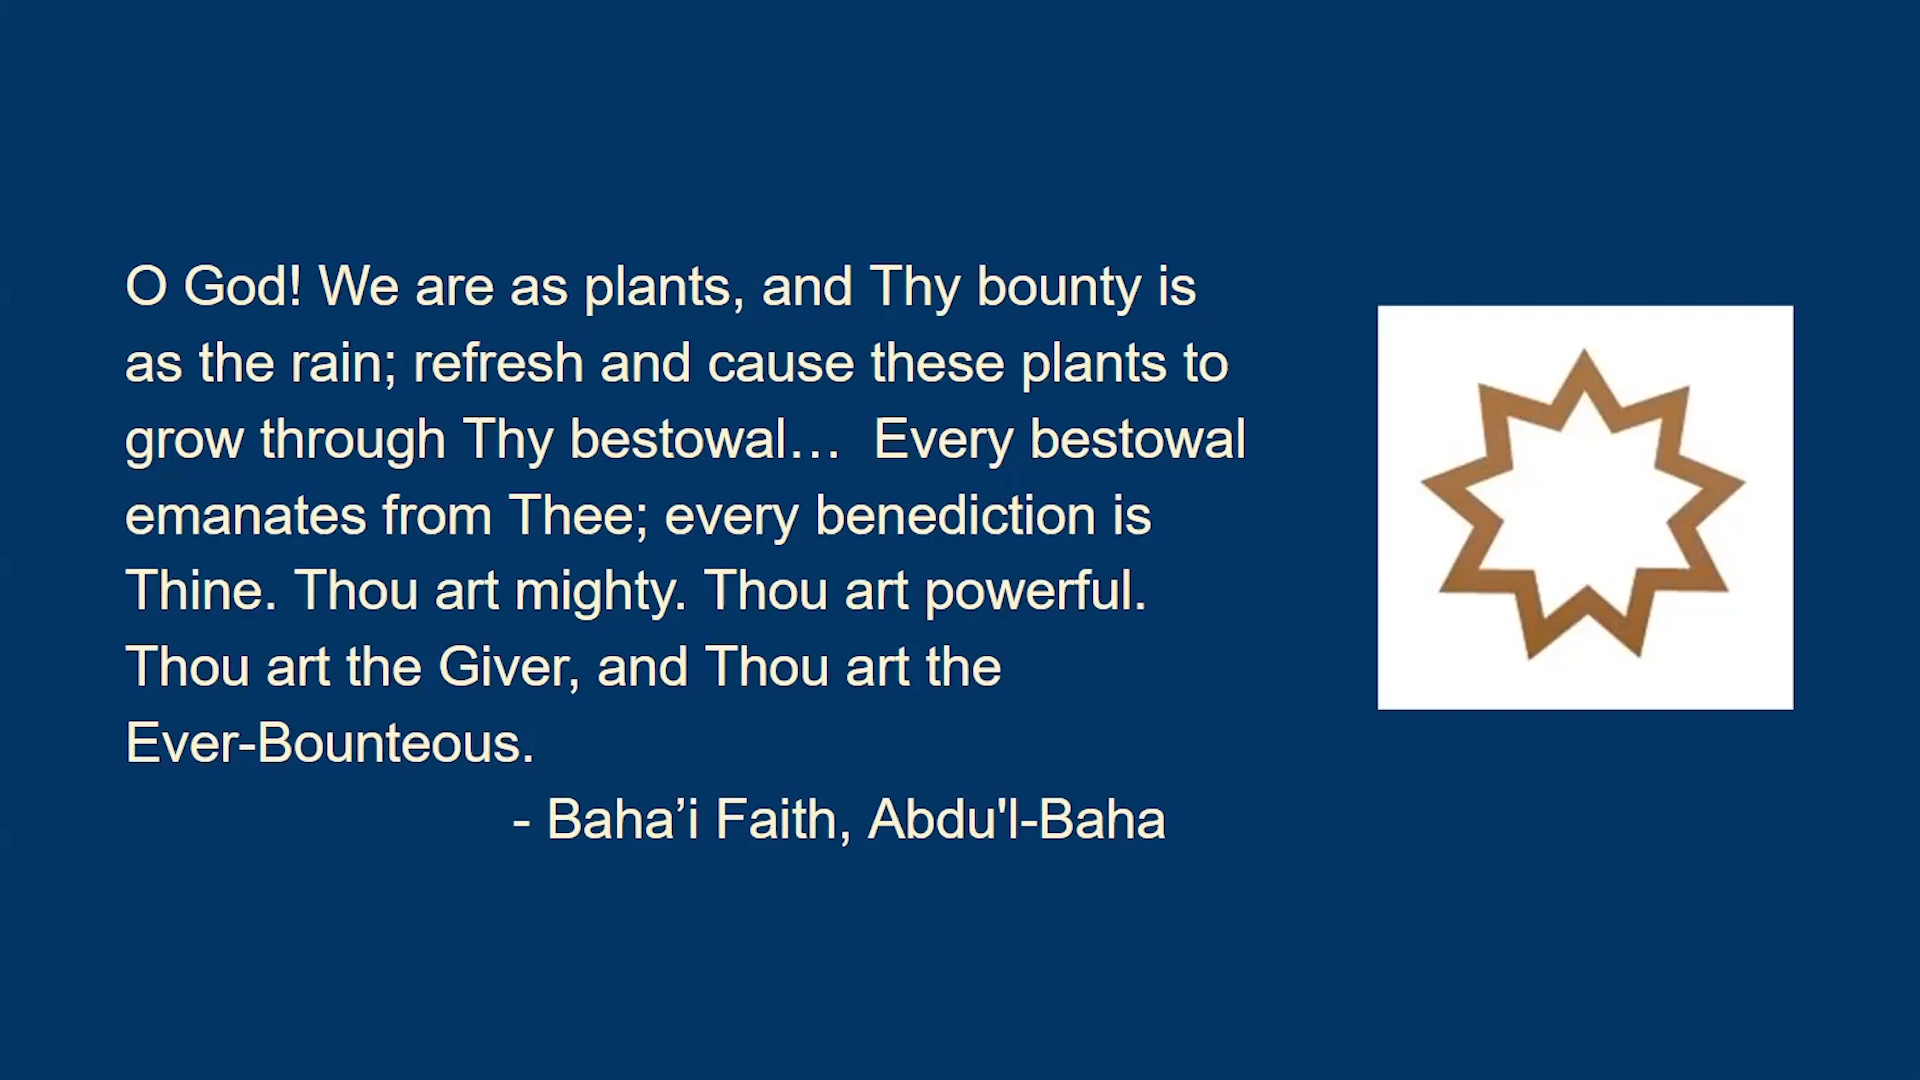 O God! We are as plants, and Thy bounty is
as the rain; refresh and cause these plants to
grow through Thy bestowal…  Every bestowal
emanates from Thee; every benediction is
Thine. Thou art mighty. Thou art powerful.
Thou art the Giver, and Thou art the
Ever-Bounteous.
- Baha’i Faith, Abdu'l-Baha